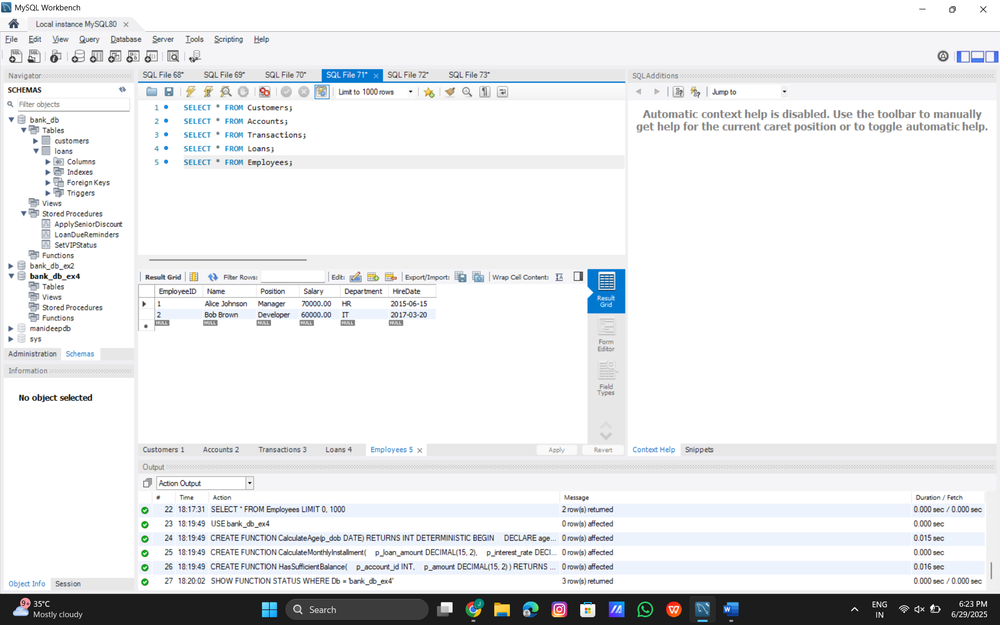 MySQL Workbench
Local instance MySQL80
File Edit View Query Database Server Tools Scripting Help
Navigator
SCHEMAS
Filter objects
bank_db
Tables
customers
loans
Columns
Indexes
Foreign Keys
Triggers
Views
Stored Procedures
ApplySeniorDiscount
LoanDueReminders
SetVIPStatus
Functions
bank_db_ex2
bank_db_ex4
Tables
Views
Stored Procedures
Functions
manideepdb
sys
Administration Schemas
Information
No object selected
Object Info Session
SQL File 68* SQL File 69* SQL File 70* SQL File 71* SQL File 72* SQL File 73*
Limit to 1000 rows
1 SELECT * FROM Customers;
2 SELECT * FROM Accounts;
3 SELECT * FROM Transactions;
4 SELECT * FROM Loans;
5 SELECT * FROM Employees;
Result Grid Filter Rows: Edit: Export/Import: Wrap Cell Content:
EmployeeID Name Position Salary Department HireDate
1 Alice Johnson Manager 70000.00 HR 2015-06-15
2 Bob Brown Developer 60000.00 IT 2017-03-20
NULL NULL NULL NULL NULL NULL
Result
Grid
Form
Editor
Field
Types
Customers 1 Accounts 2 Transactions 3 Loans 4 Employees 5 Apply Revert
SQLAdditions
Jump to
Automatic context help is disabled. Use the toolbar to manually
get help for the current caret position or to toggle automatic help.
Context Help Snippets
Output
Action Output
# Time Action Message Duration / Fetch
22 18:17:31 SELECT * FROM Employees LIMIT 0, 1000 2 row(s) returned 0.000 sec / 0.000 sec
23 18:19:49 USE bank_db_ex4 0 row(s) affected 0.000 sec
24 18:19:49 CREATE FUNCTION CalculateAge(p_dob DATE) RETURNS INT DETERMINISTIC BEGIN DECLARE age... 0 row(s) affected 0.015 sec
25 18:19:49 CREATE FUNCTION CalculateMonthlyInstallment( p_loan_amount DECIMAL(15, 2), p_interest_rate DECI... 0 row(s) affected 0.000 sec
26 18:19:49 CREATE FUNCTION HasSufficientBalance( p_account_id INT, p_amount DECIMAL(15, 2) ) RETURNS ... 0 row(s) affected 0.016 sec
27 18:20:02 SHOW FUNCTION STATUS WHERE Db = 'bank_db_ex4' 3 row(s) returned 0.000 sec / 0.000 sec
9+
35°C
Mostly cloudy
Search
J
ENG
IN
6:23 PM
6/29/2025